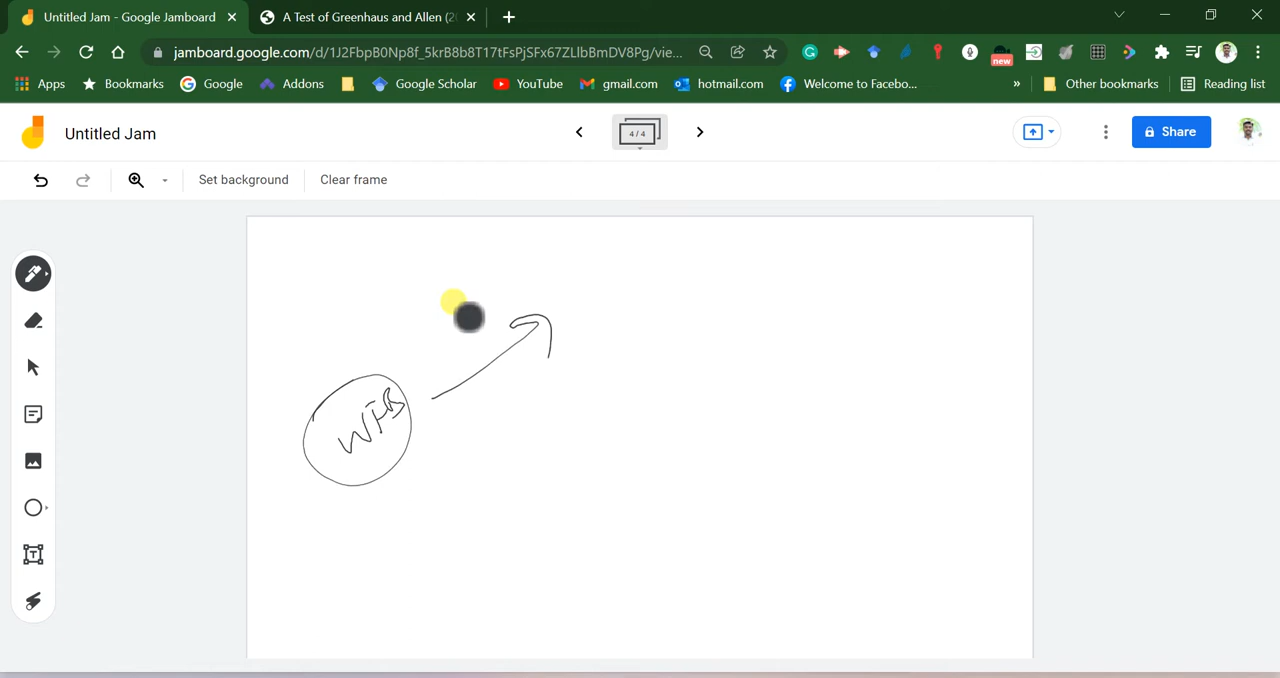 Untitled Jam - Google Jamboard
A Test of Greenhaus and Allen (20
jamboard.google.com/d/1J2FbpB0Np8f_5krB8b8T17tFsPjSFx67ZLlbBmDV8Pg/vie...
new
Apps Bookmarks Google Addons Google Scholar YouTube gmail.com hotmail.com Welcome to Facebo... » Other bookmarks Reading list
Untitled Jam
4 / 4
Share
Set background Clear frame
WFB